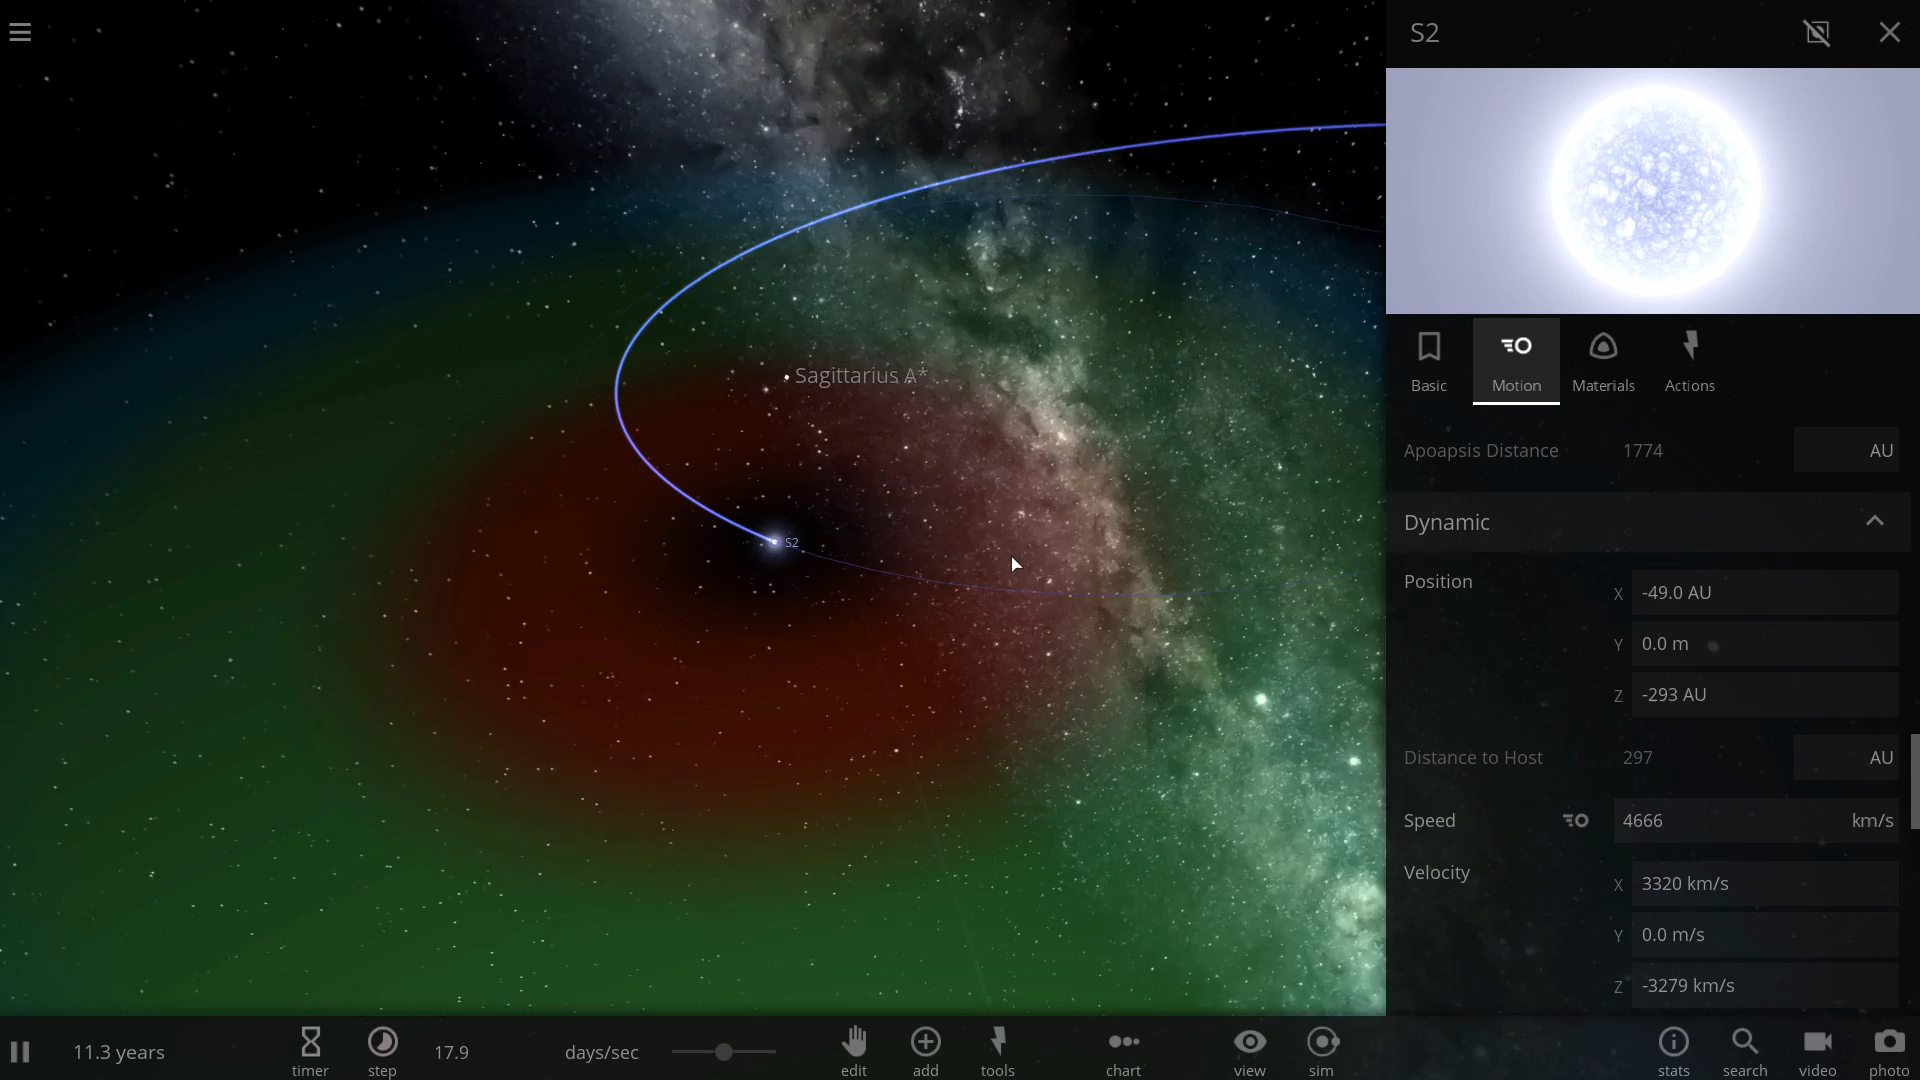 S2
Sagittarius A*
S2
Basic
Motion
Materials
Actions
Apoapsis Distance 1774 AU
Dynamic
Position X -49.0 AU
Y 0.0 m
Z -293 AU
Distance to Host 297 AU
Speed 4666 km/s
Velocity X 3320 km/s
Y 0.0 m/s
Z -3279 km/s
11.3 years
timer
step
17.9 days/sec
edit
add
tools
chart
view
sim
stats
search
video
photo